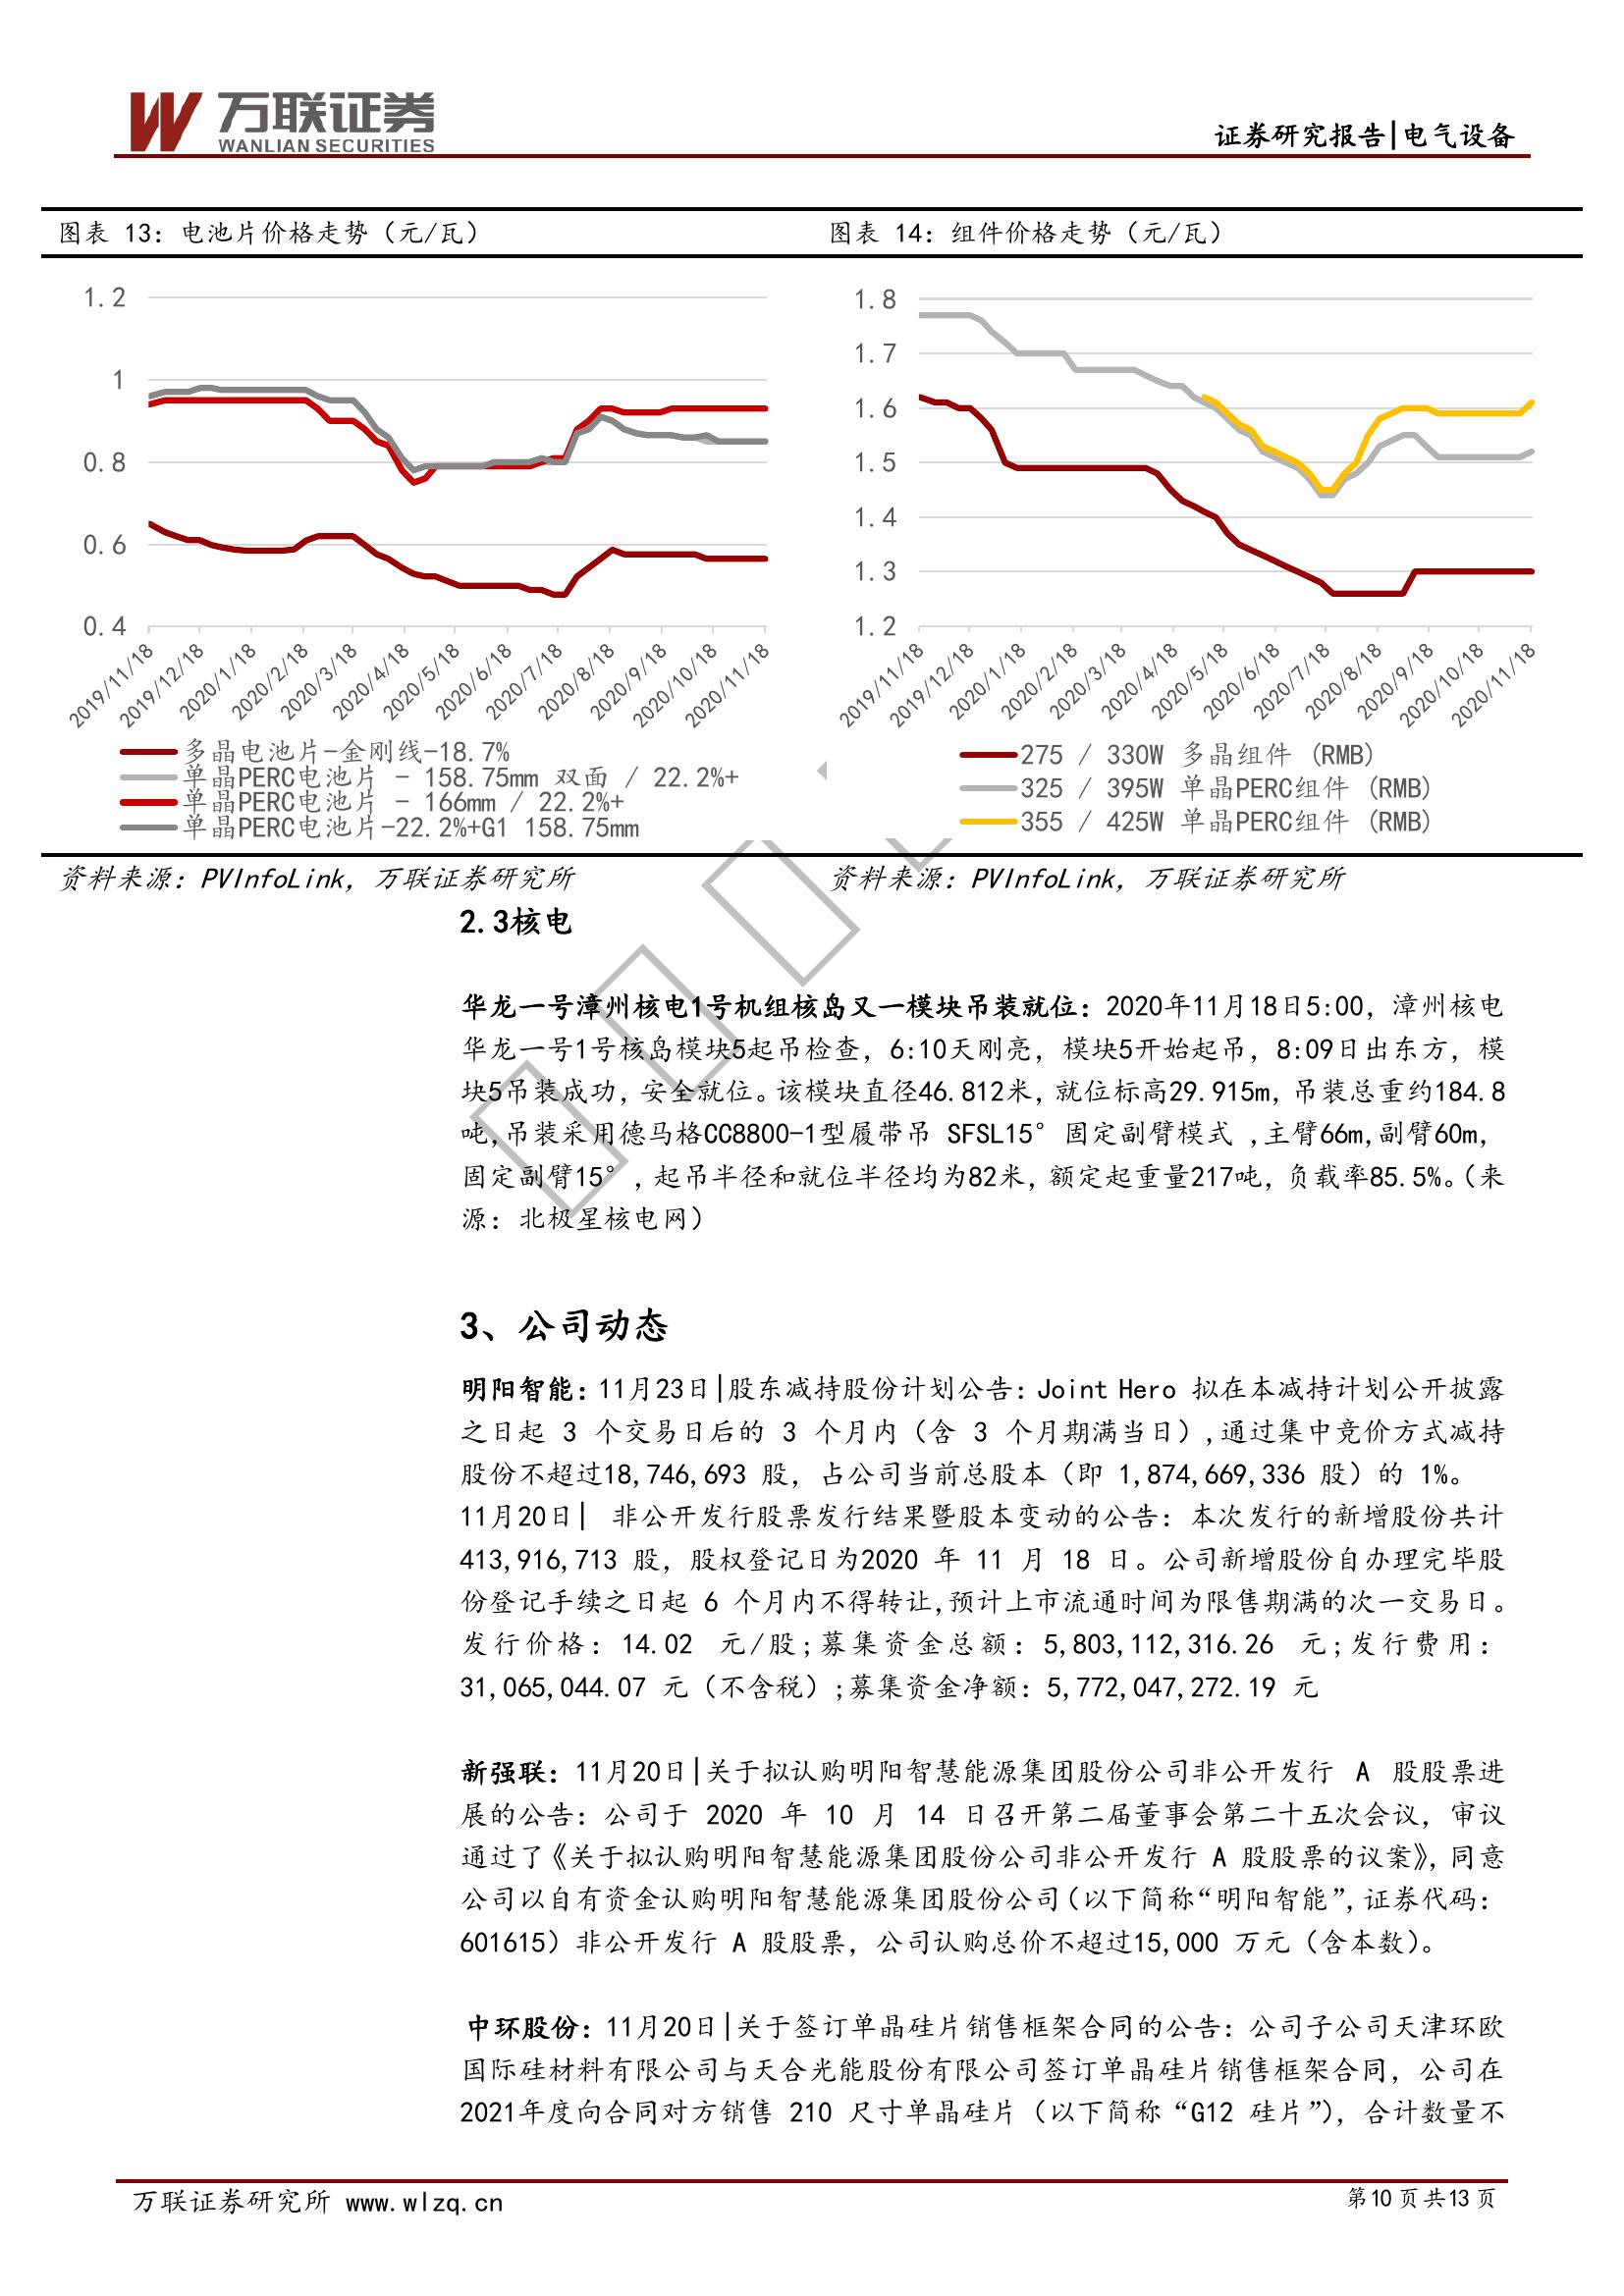 万联证券
WANLIAN SECURITIES
证券研究报告|电气设备
图表 13：电池片价格走势（元/瓦）
1.2
1
0.8
0.6
0.4
2019/11/18
2019/12/18
2020/1/18
2020/2/18
2020/3/18
2020/4/18
2020/5/18
2020/6/18
2020/7/18
2020/8/18
2020/9/18
2020/10/18
2020/11/18
多晶电池片-金刚线-18.7%
单晶PERC电池片 - 158.75mm 双面 / 22.2%+
单晶PERC电池片 - 166mm / 22.2%+
单晶PERC电池片-22.2%+G1 158.75mm
资料来源：PVInfoLink, 万联证券研究所
图表 14：组件价格走势（元/瓦）
1.8
1.7
1.6
1.5
1.4
1.3
1.2
2019/11/18
2019/12/18
2020/1/18
2020/2/18
2020/3/18
2020/4/18
2020/5/18
2020/6/18
2020/7/18
2020/8/18
2020/9/18
2020/10/18
2020/11/18
275 / 330W 多晶组件 (RMB)
325 / 395W 单晶PERC组件 (RMB)
355 / 425W 单晶PERC组件 (RMB)
资料来源：PVInfoLink, 万联证券研究所
2.3核电
华龙一号漳州核电1号机组核岛又一模块吊装就位：2020年11月18日5:00，漳州核电
华龙一号1号核岛模块5起吊检查，6:10天刚亮，模块5开始起吊，8:09日出东方，模
块5吊装成功，安全就位。该模块直径46.812米，就位标高29.915m，吊装总重约184.8
吨,吊装采用德马格CC8800-1型履带吊 SFSL15°固定副臂模式 ,主臂66m,副臂60m,
固定副臂15° ,起吊半径和就位半径均为82米，额定起重量217吨，负载率85.5%。（来
源：北极星核电网）
3、公司动态
明阳智能：11月23日|股东减持股份计划公告：Joint Hero 拟在本减持计划公开披露
之日起 3 个交易日后的 3 个月内（含 3 个月期满当日）,通过集中竞价方式减持
股份不超过18,746,693 股，占公司当前总股本（即 1,874,669,336 股）的 1%。
11月20日| 非公开发行股票发行结果暨股本变动的公告：本次发行的新增股份共计
413,916,713 股，股权登记日为2020 年 11 月 18 日。公司新增股份自办理完毕股
份登记手续之日起 6 个月内不得转让,预计上市流通时间为限售期满的次一交易日。
发行价格：14.02 元/股;募集资金总额：5,803,112,316.26 元;发行费用：
31,065,044.07 元（不含税）;募集资金净额：5,772,047,272.19 元
新强联：11月20日|关于拟认购明阳智慧能源集团股份公司非公开发行 A 股股票进
展的公告：公司于 2020 年 10 月 14 日召开第二届董事会第二十五次会议，审议
通过了《关于拟认购明阳智慧能源集团股份公司非公开发行 A 股股票的议案》，同意
公司以自有资金认购明阳智慧能源集团股份公司（以下简称“明阳智能”，证券代码：
601615）非公开发行 A 股股票，公司认购总价不超过15,000 万元（含本数）。
中环股份：11月20日|关于签订单晶硅片销售框架合同的公告：公司子公司天津环欧
国际硅材料有限公司与天合光能股份有限公司签订单晶硅片销售框架合同，公司在
2021年度向合同对方销售 210 尺寸单晶硅片（以下简称“G12 硅片”），合计数量不
万联证券研究所 www.wlzq.cn
第10页共13页